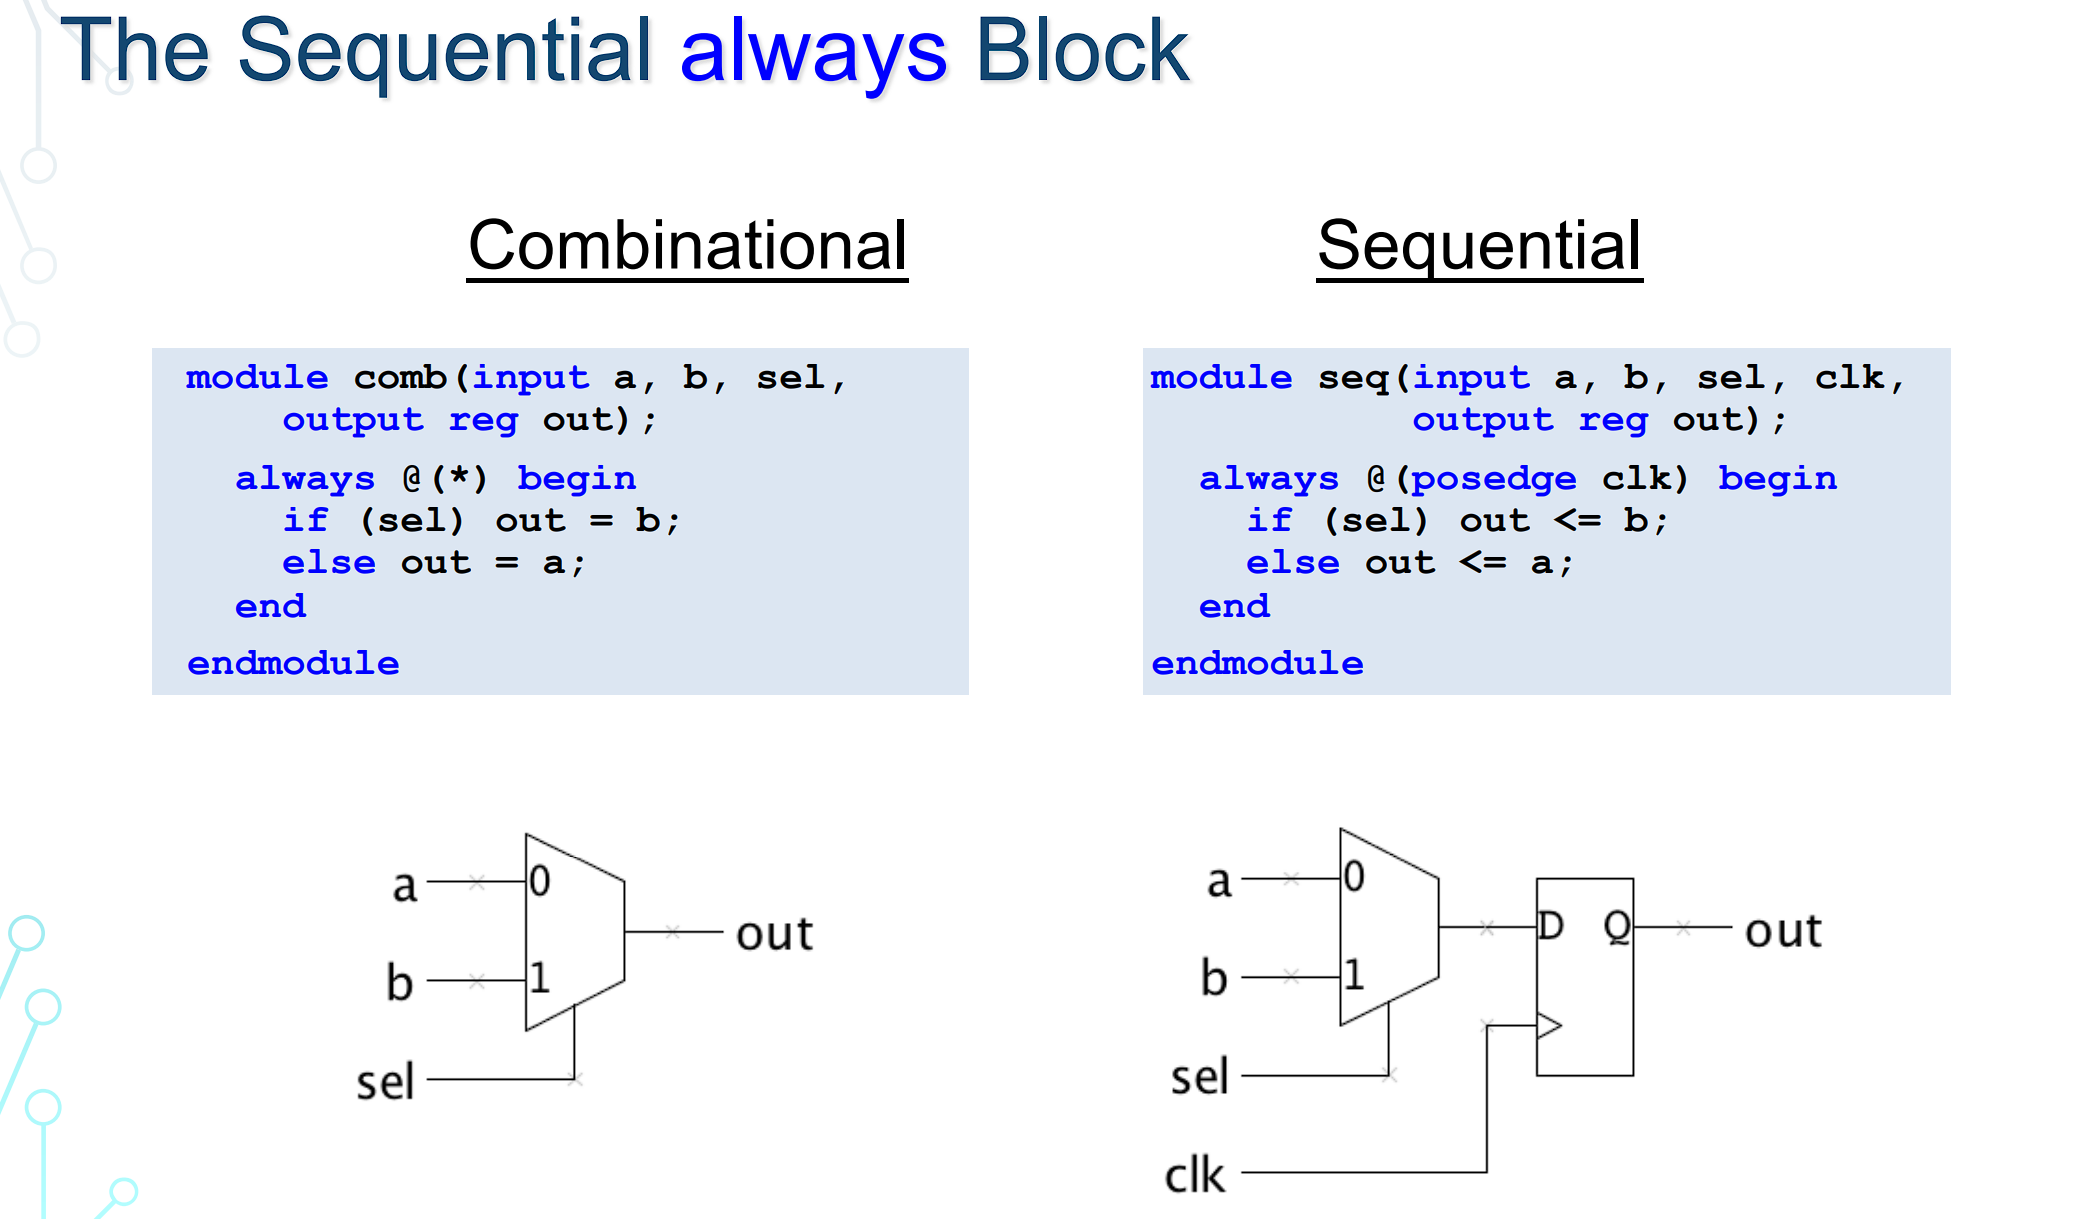 The Sequential always Block
Combinational
module comb(input a, b, sel,
output reg out);
always @(*) begin
if (sel) out = b;
else out = a;
end
endmodule
a
0
out
b
1
sel
Sequential
module seq(input a, b, sel, clk,
output reg out);
always @(posedge clk) begin
if (sel) out <= b;
else out <= a;
end
endmodule
a
0
D Q
out
b
1
sel
clk